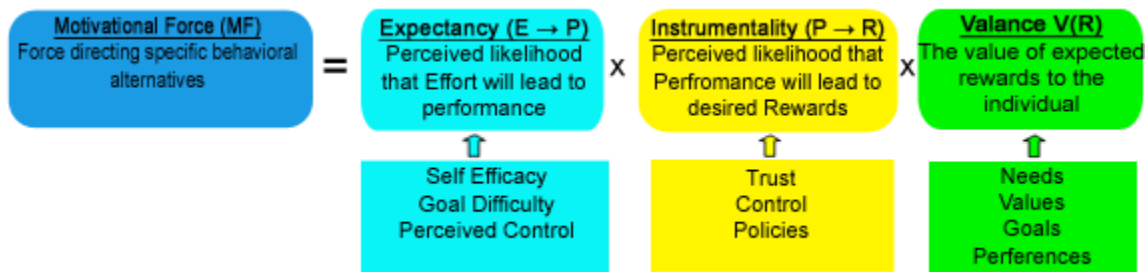 Motivational Force (MF)
Force directing specific behavioral
alternatives
=
Expectancy (E → P)
Perceived likelihood
that Effort will lead to
performance
x
Instrumentality (P → R)
Perceived likelihood that
Perfromance will lead to
desired Rewards
x
Valance V(R)
The value of expected
rewards to the
individual
Self Efficacy
Goal Difficulty
Perceived Control
Trust
Control
Policies
Needs
Values
Goals
Perferences